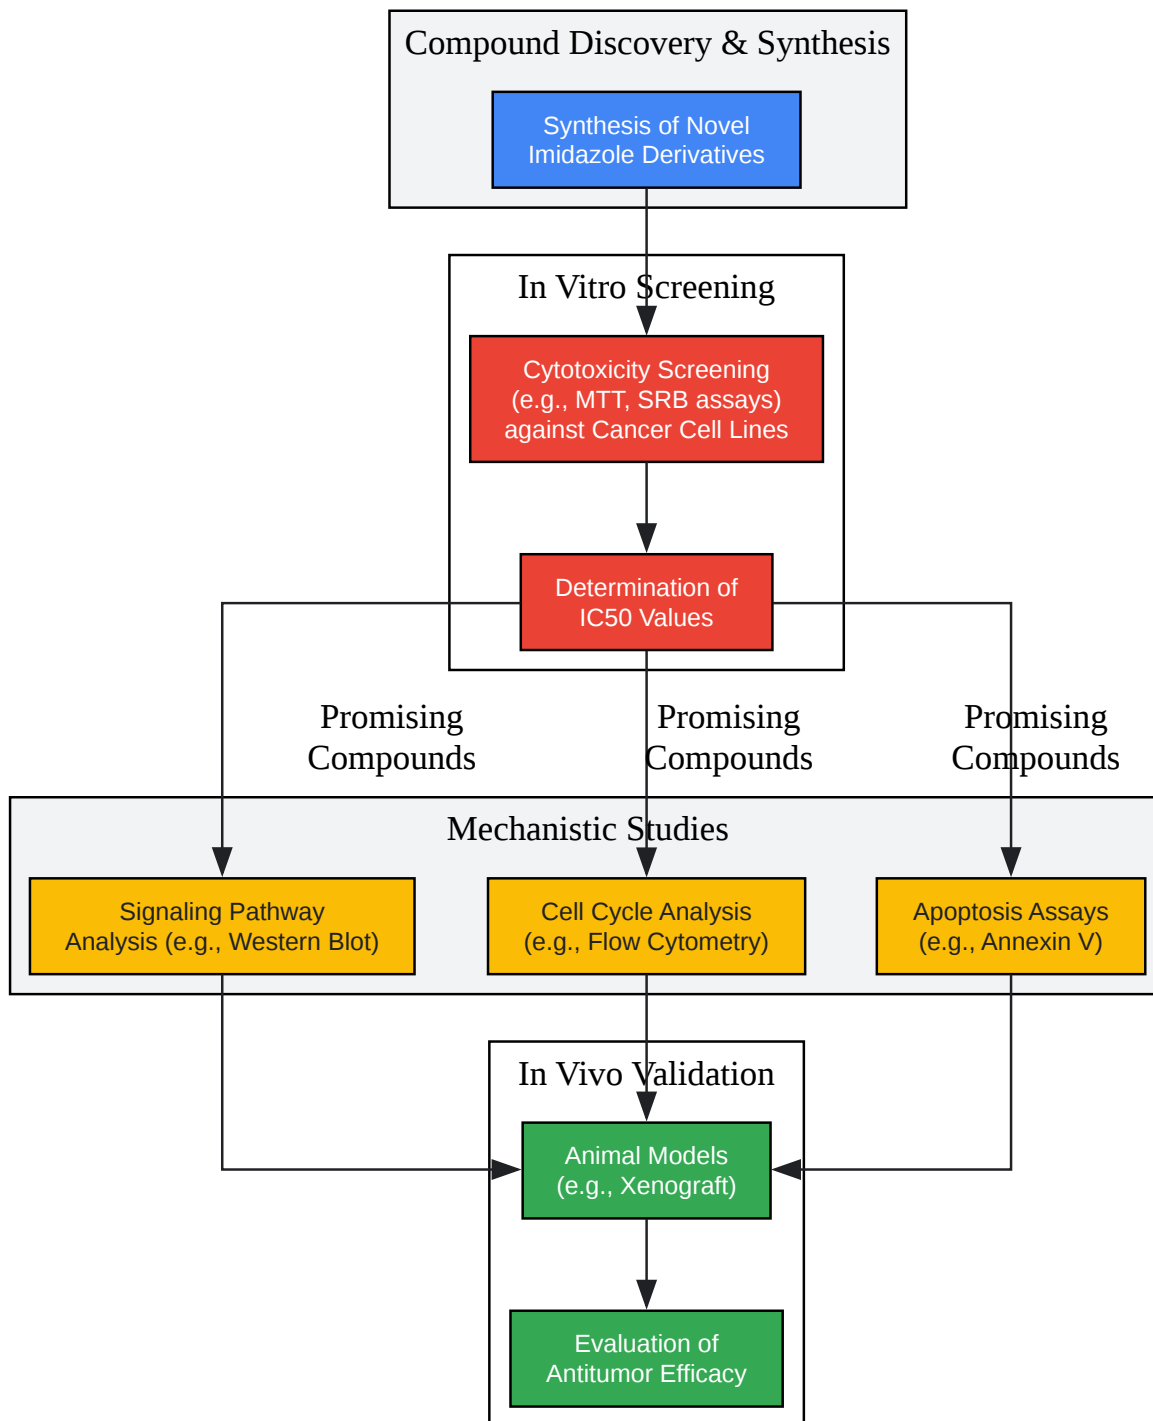 Compound Discovery & Synthesis
Synthesis of Novel
Imidazole Derivatives
In Vitro Screening
Cytotoxicity Screening
(e.g., MTT, SRB assays)
against Cancer Cell Lines
Determination of
IC50 Values
Promising
Compounds
Promising
Compounds
Promising
Compounds
Mechanistic Studies
Signaling Pathway
Analysis (e.g., Western Blot)
Cell Cycle Analysis
(e.g., Flow Cytometry)
Apoptosis Assays
(e.g., Annexin V)
In Vivo Validation
Animal Models
(e.g., Xenograft)
Evaluation of
Antitumor Efficacy